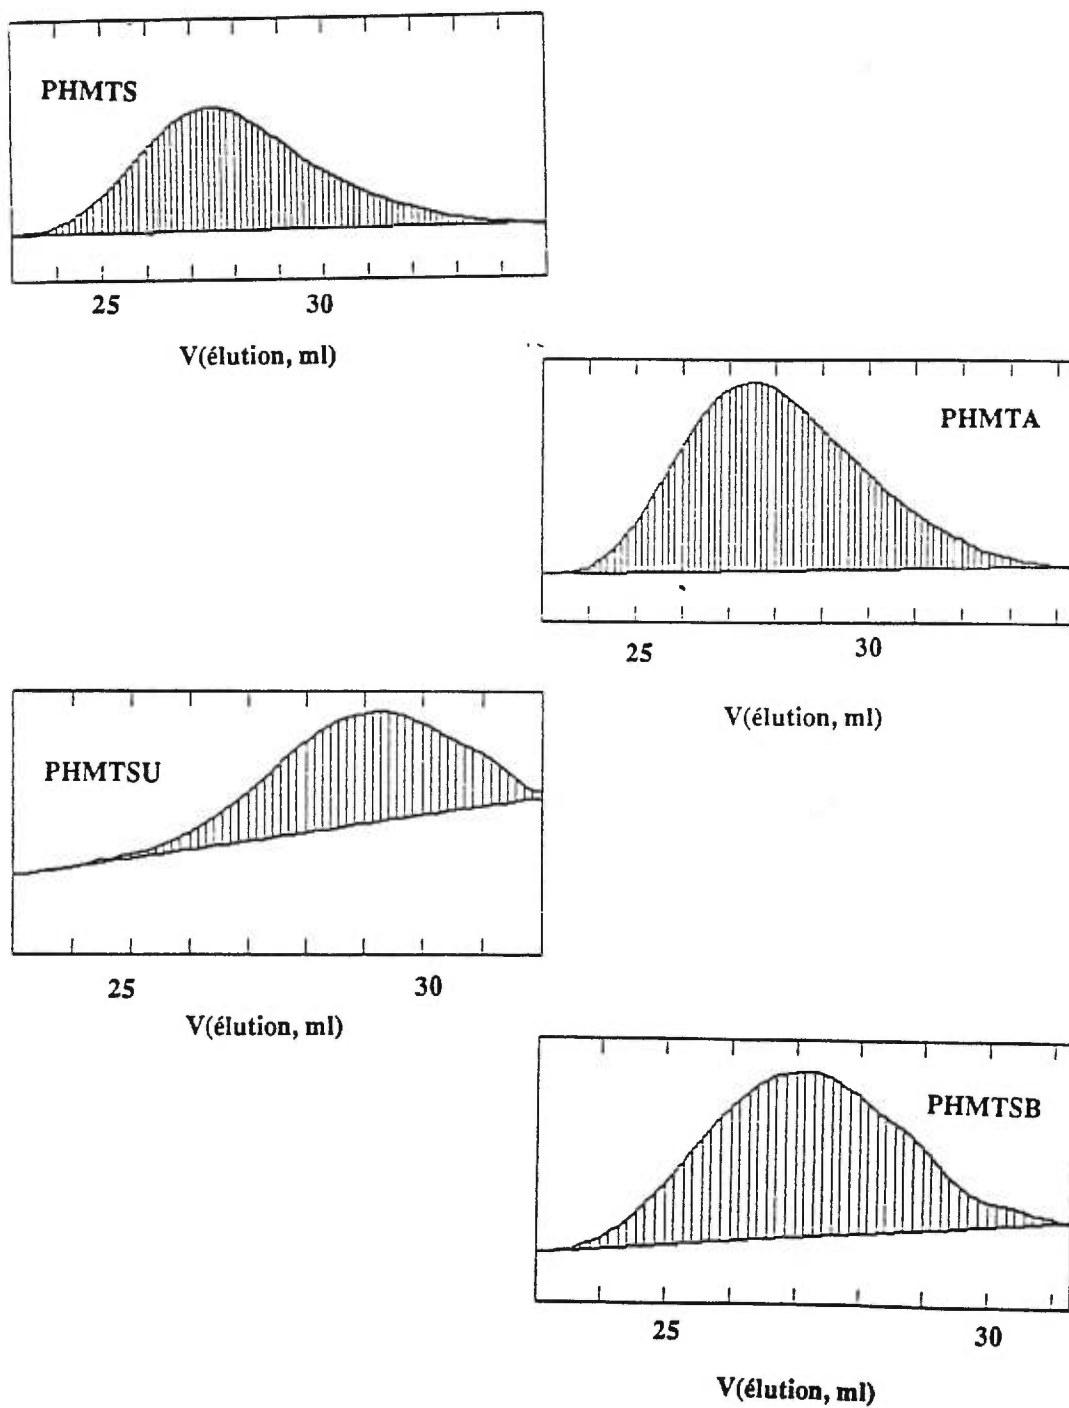 PHMTS
25 30
V(élution, ml)
PHMTA
25 30
V(élution, ml)
PHMTSU
25 30
V(élution, ml)
PHMTSB
25 30
V(élution, ml)